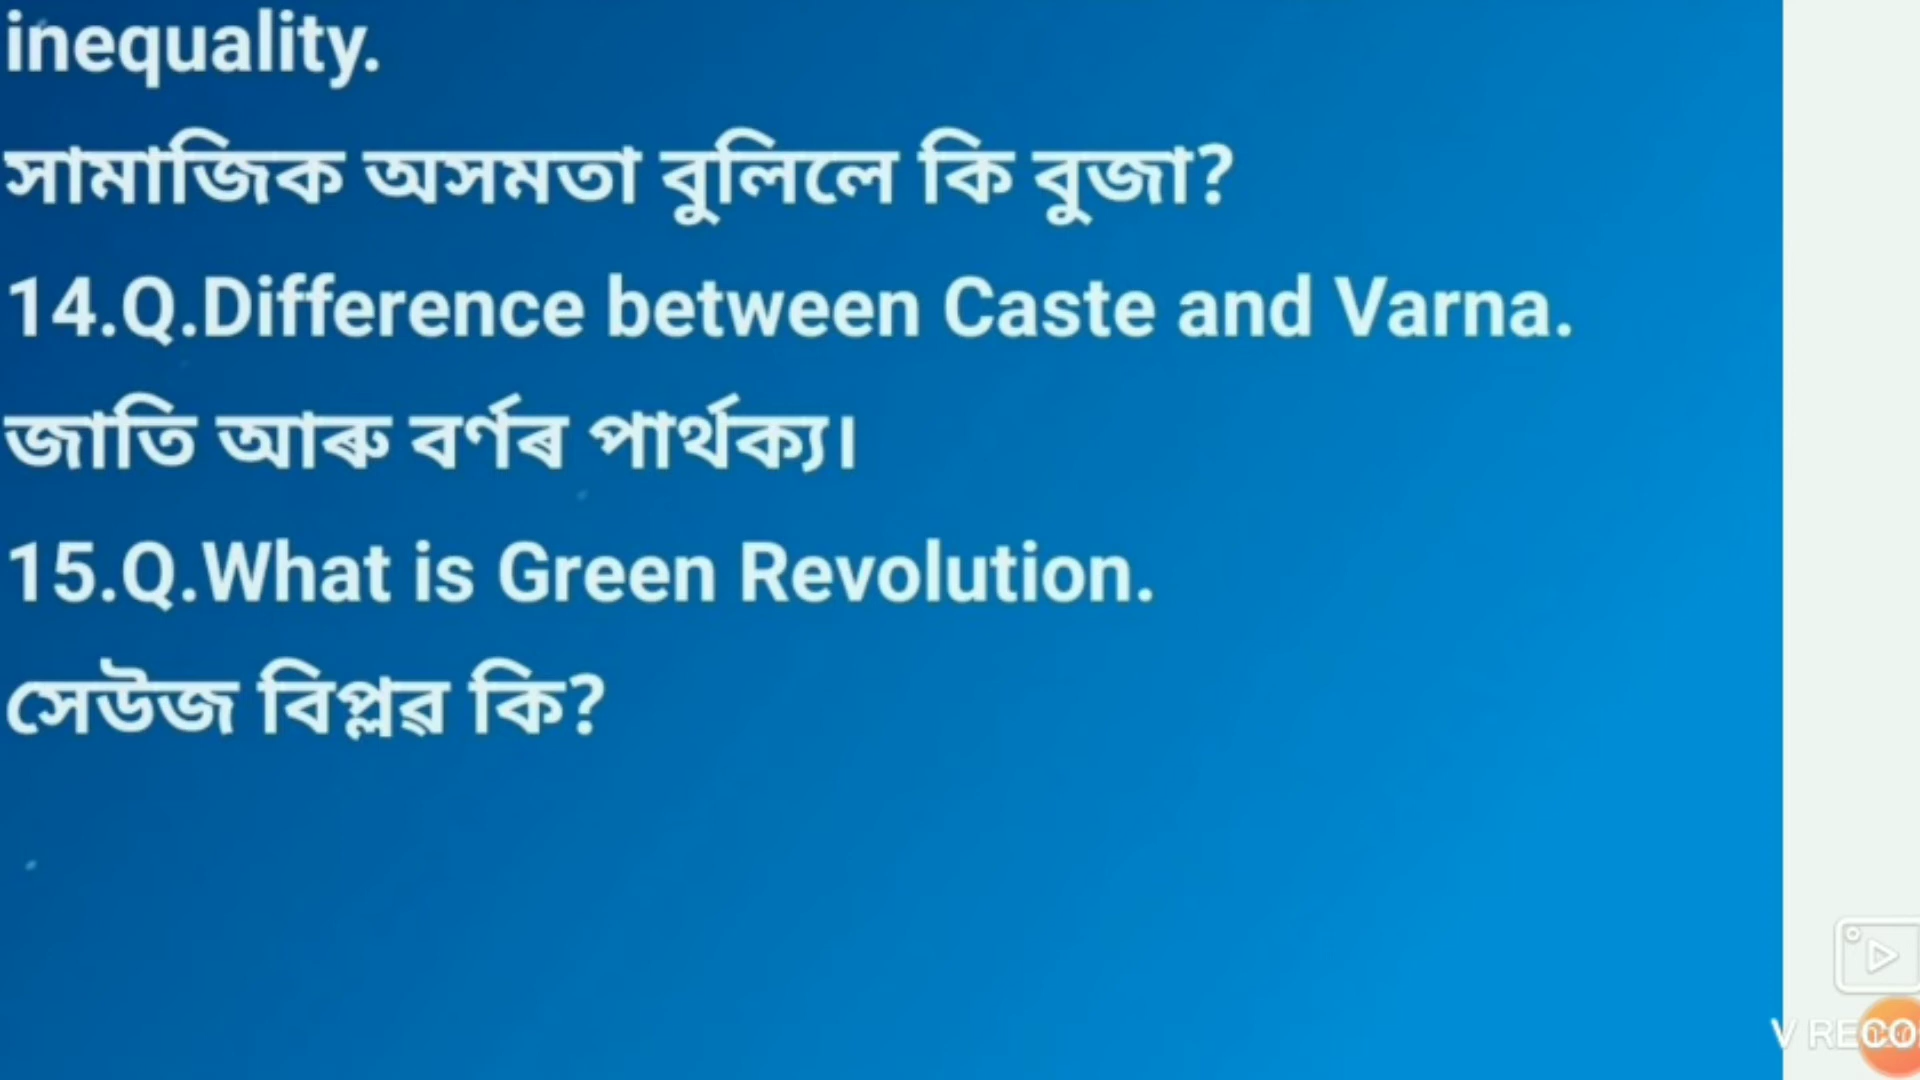 inequality.
সামাজিক অসমতা বুলিলে কি বুজা?
14.Q.Difference between Caste and Varna.
জাতি আৰু বৰ্ণৰ পাৰ্থক্য।
15.Q.What is Green Revolution.
সেউজ বিপ্লৱ কি?
V RECO